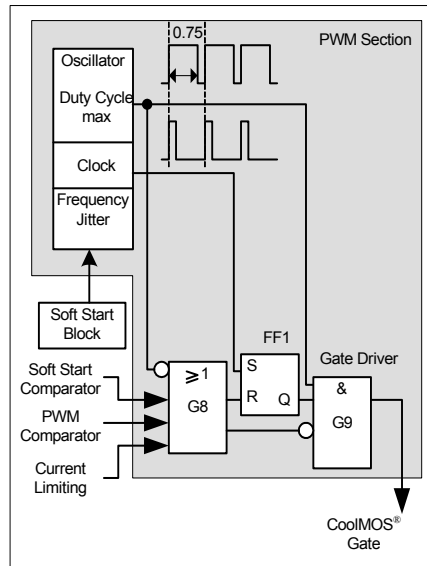 0.75
PWM Section
Oscillator
Duty Cycle
max
Clock
Frequency
Jitter
Soft Start
Block
FF1
Gate Driver
Soft Start
Comparator
PWM
Comparator
Current
Limiting
≥1
G8
S
R
Q
&
G9
CoolMOS®
Gate